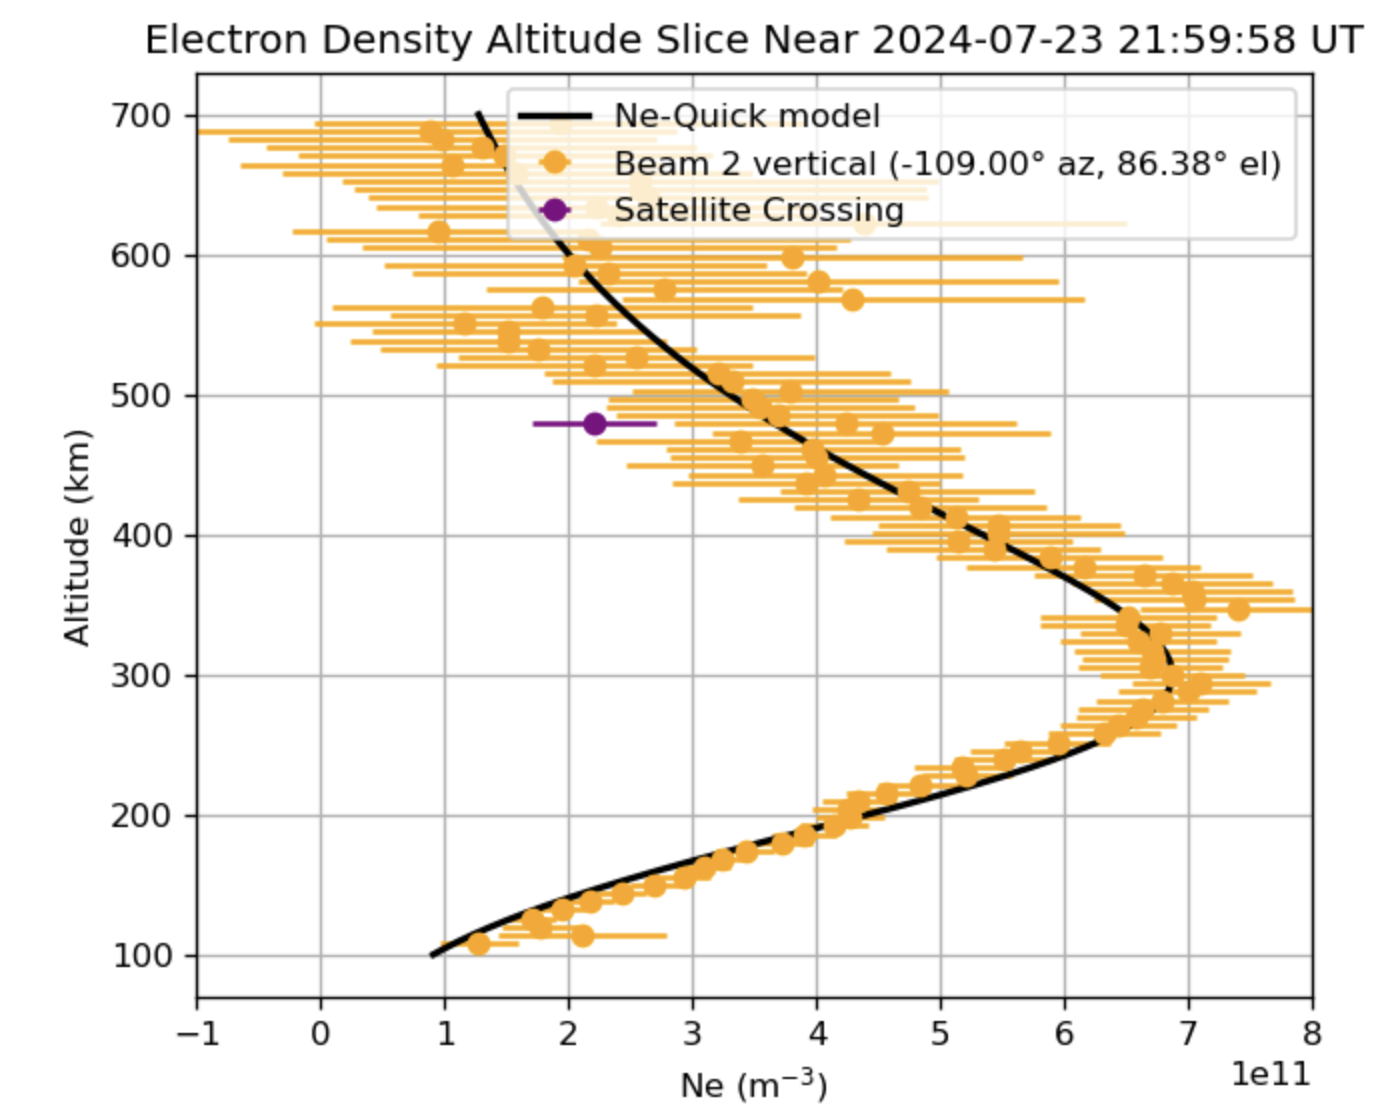 Electron Density Altitude Slice Near 2024-07-23 21:59:58 UT
Ne-Quick model
Beam 2 vertical (-109.00° az, 86.38° el)
Satellite Crossing
700
600
500
400
300
200
100
Altitude (km)
−1 0 1 2 3 4 5 6 7 8
1e11
Ne (m⁻³)